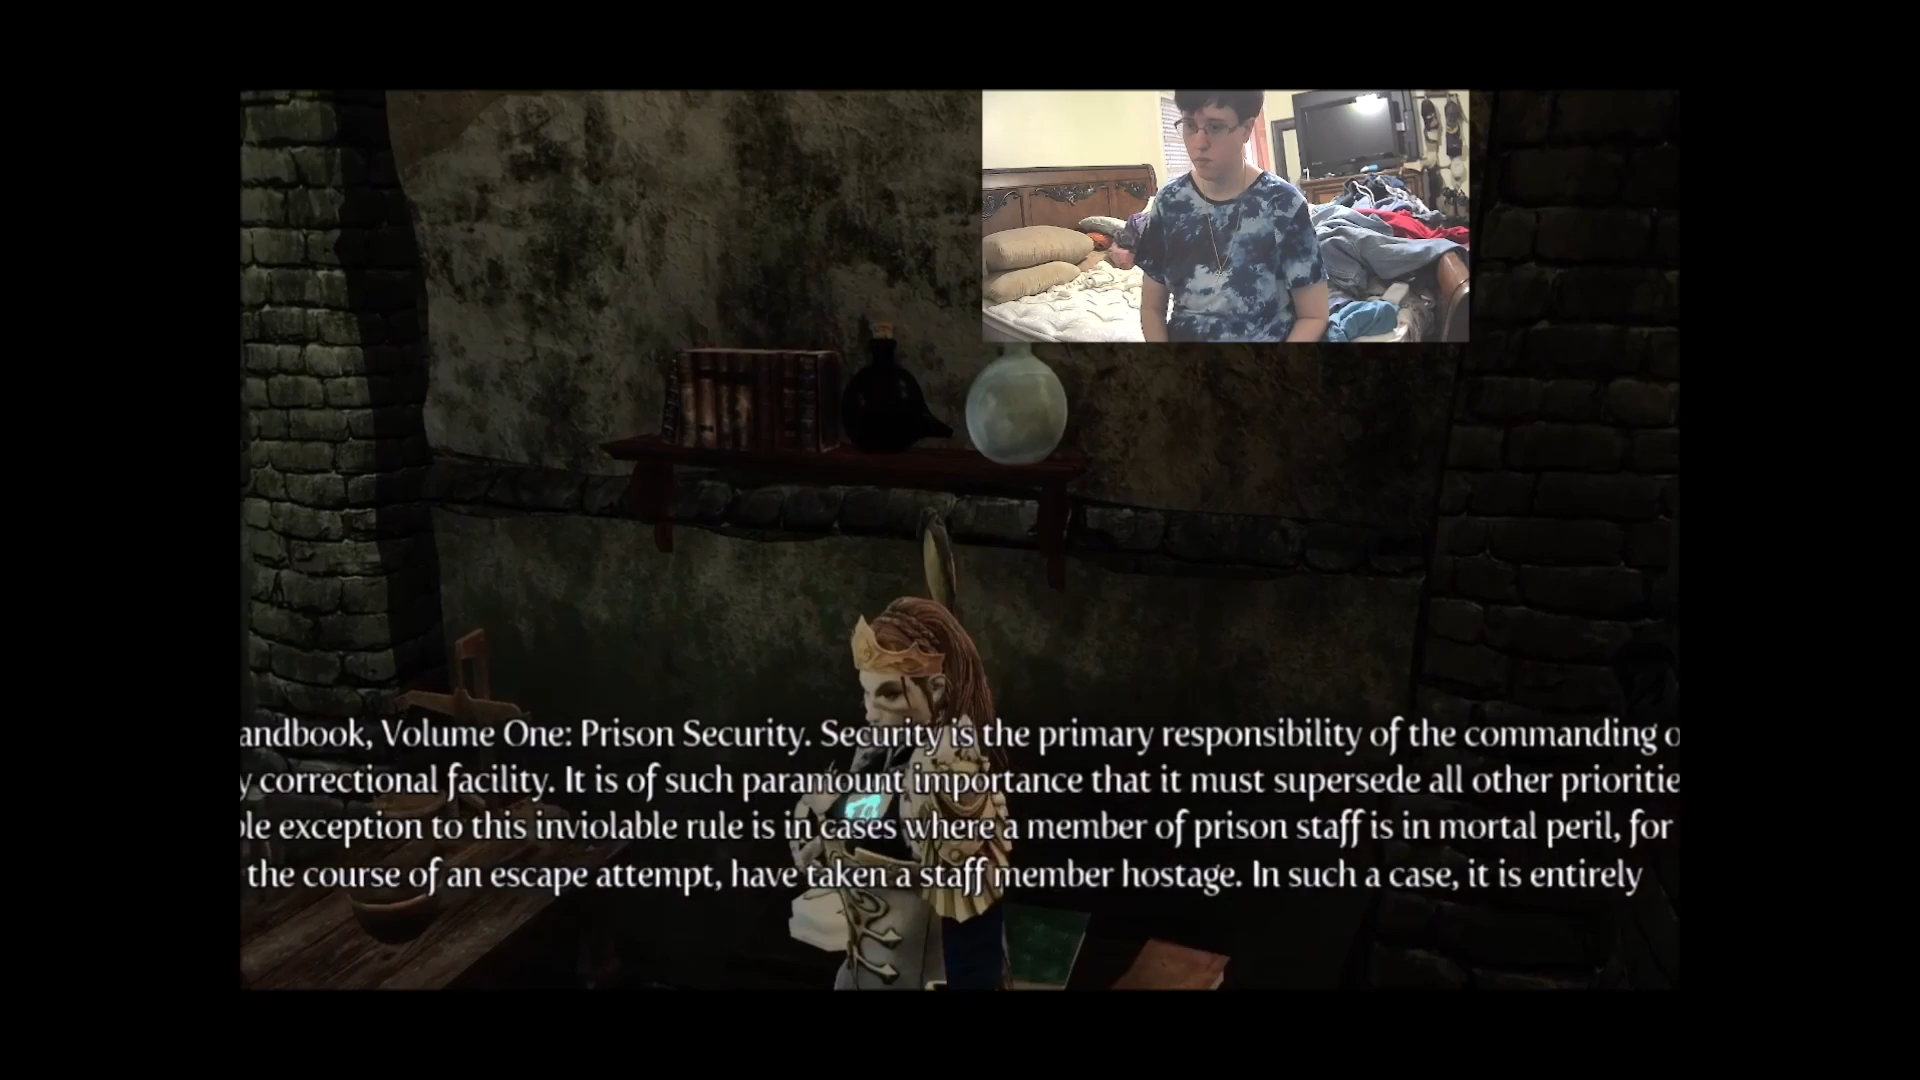 andbook, Volume One: Prison Security. Security is the primary responsibility of the commanding o
y correctional facility. It is of such paramount importance that it must supersede all other prioritie
le exception to this inviolable rule is in cases where a member of prison staff is in mortal peril, for
the course of an escape attempt, have taken a staff member hostage. In such a case, it is entirely